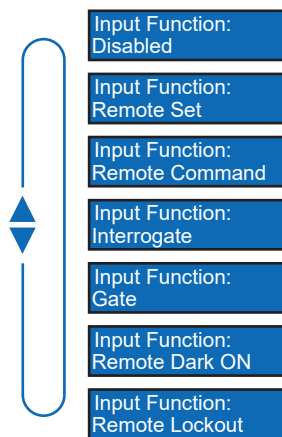 Input Function:
Disabled
Input Function:
Remote Set
Input Function:
Remote Command
Input Function:
Interrogate
Input Function:
Gate
Input Function:
Remote Dark ON
Input Function:
Remote Lockout